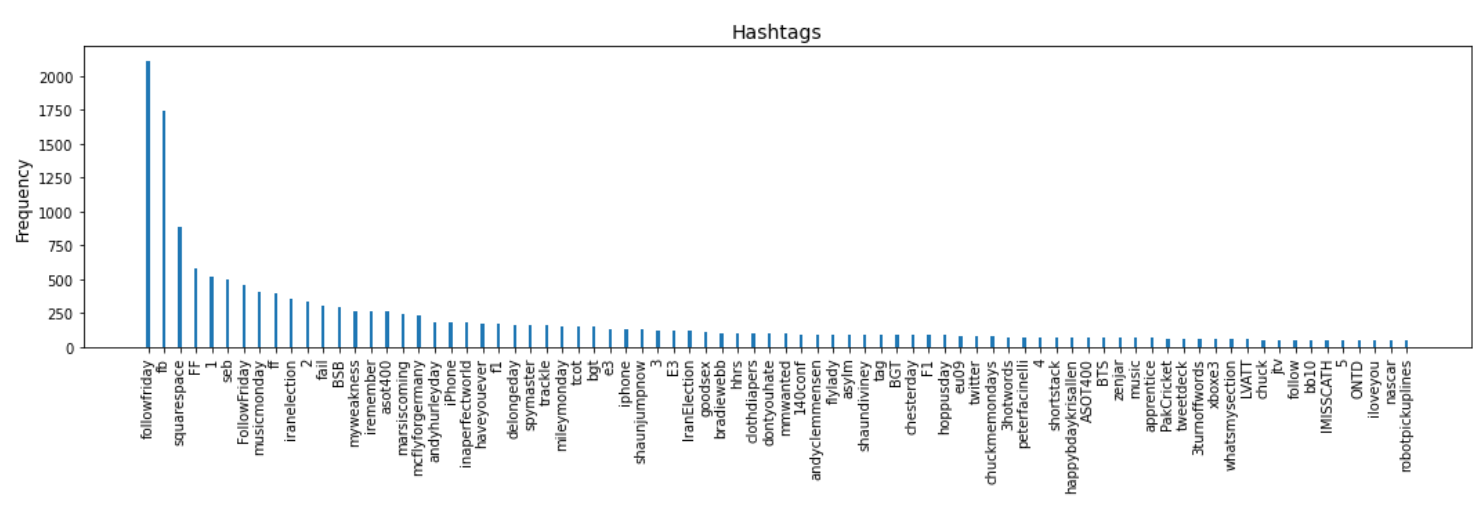 Hashtags
Frequency
2000
1750
1500
1250
1000
750
500
250
0
followfriday
fb
squarespace
FF
1
seb
FollowFriday
musicmonday
ff
iranelection
2
fail
BSB
myweakness
iremember
asot400
marsiscoming
mcflyforgermany
andyhurleyday
iPhone
inaperfectworld
haveyouever
f1
delongeday
spymaster
trackle
mileymonday
tcot
bgt
e3
iphone
shaunjumpnow
3
E3
IranElection
goodsex
bradiewebb
hhrs
clothdiapers
dontyouhate
mmwanted
140conf
andyclemmensen
flylady
asylm
shaundiviney
tag
BGT
chesterday
F1
hoppusday
eu09
twitter
chuckmemondays
3hotwords
peterfacinelli
4
shortstack
happybdaykrisallen
ASOT400
BTS
zenjar
music
apprentice
PakCricket
tweetdeck
3turnoffwords
xboxe3
whatsmysection
LVATT
chuck
jtv
follow
bb10
IMISSCATH
5
ONTD
iloveyou
nascar
robotpickuplines